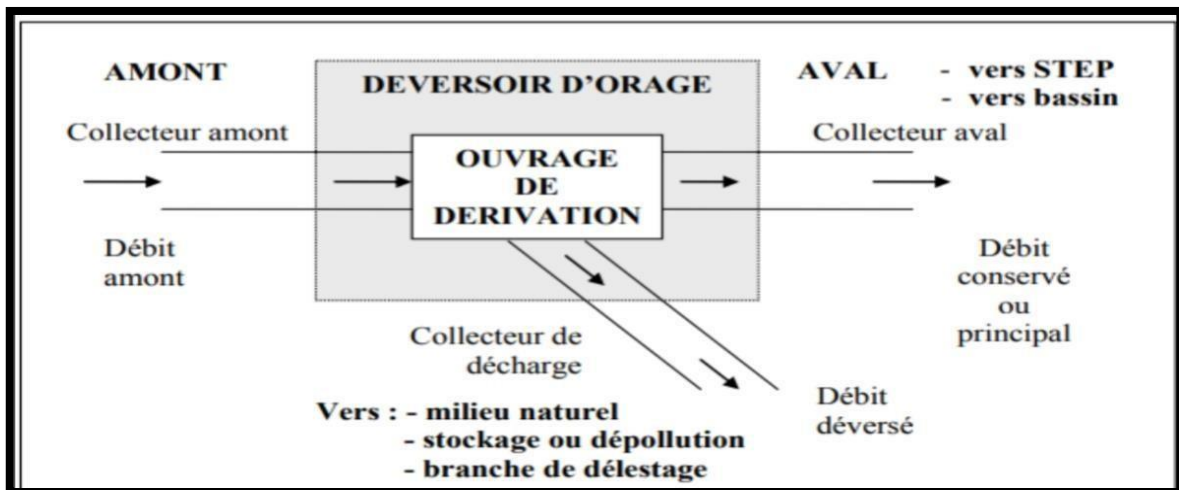 AMONT
DEVERSOIR D'ORAGE
AVAL - vers STEP
- vers bassin
Collecteur amont
Collecteur aval
OUVRAGE
DE
DERIVATION
Débit
amont
Débit
conservé
ou
principal
Collecteur de
décharge
Vers : - milieu naturel
- stockage ou dépollution
- branche de délestage
Débit
déversé